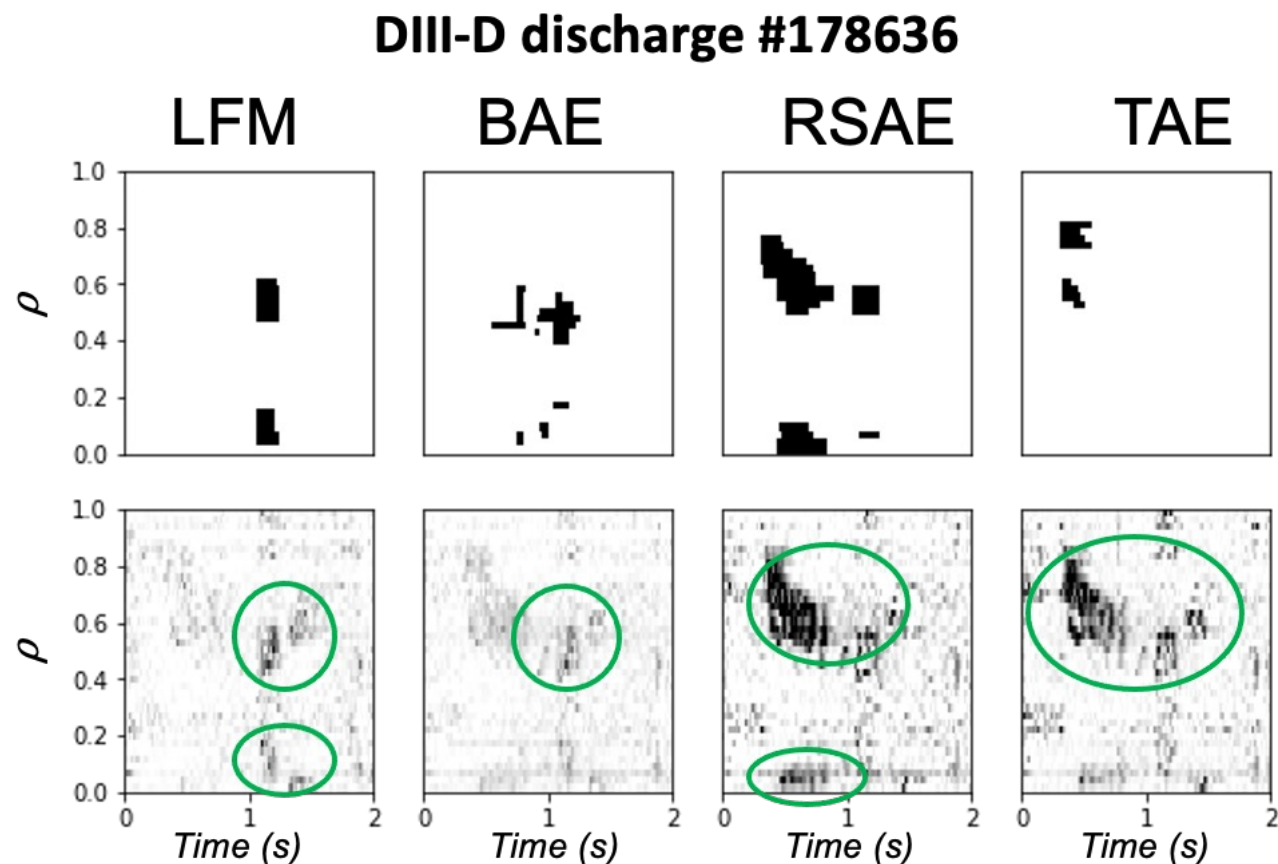 DIII-D discharge #178636
LFM BAE RSAE TAE
1.0
0.8
0.6
0.4
0.2
0.0
ρ
1.0
0.8
0.6
0.4
0.2
0.0
ρ
0 1 2 0 1 2 0 1 2 0 1 2
Time (s) Time (s) Time (s) Time (s)